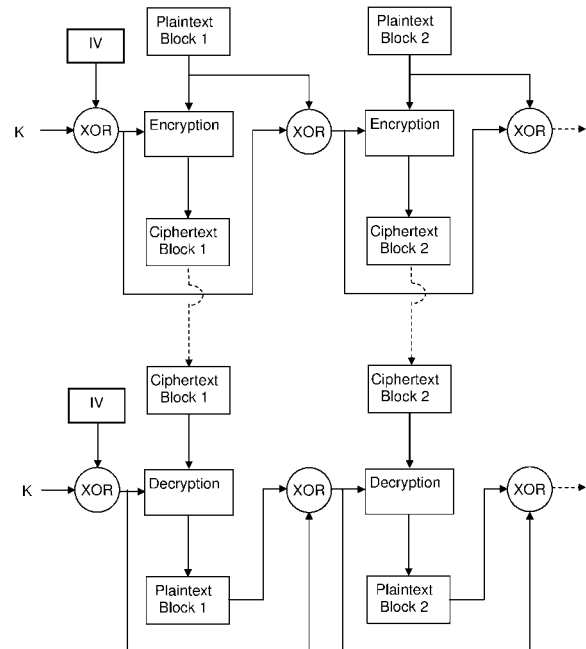 Plaintext
Block 1
Plaintext
Block 2
IV
K
XOR
Encryption
XOR
Encryption
XOR
Ciphertext
Block 1
Ciphertext
Block 2
Ciphertext
Block 1
Ciphertext
Block 2
IV
K
XOR
Decryption
XOR
Decryption
XOR
Plaintext
Block 1
Plaintext
Block 2